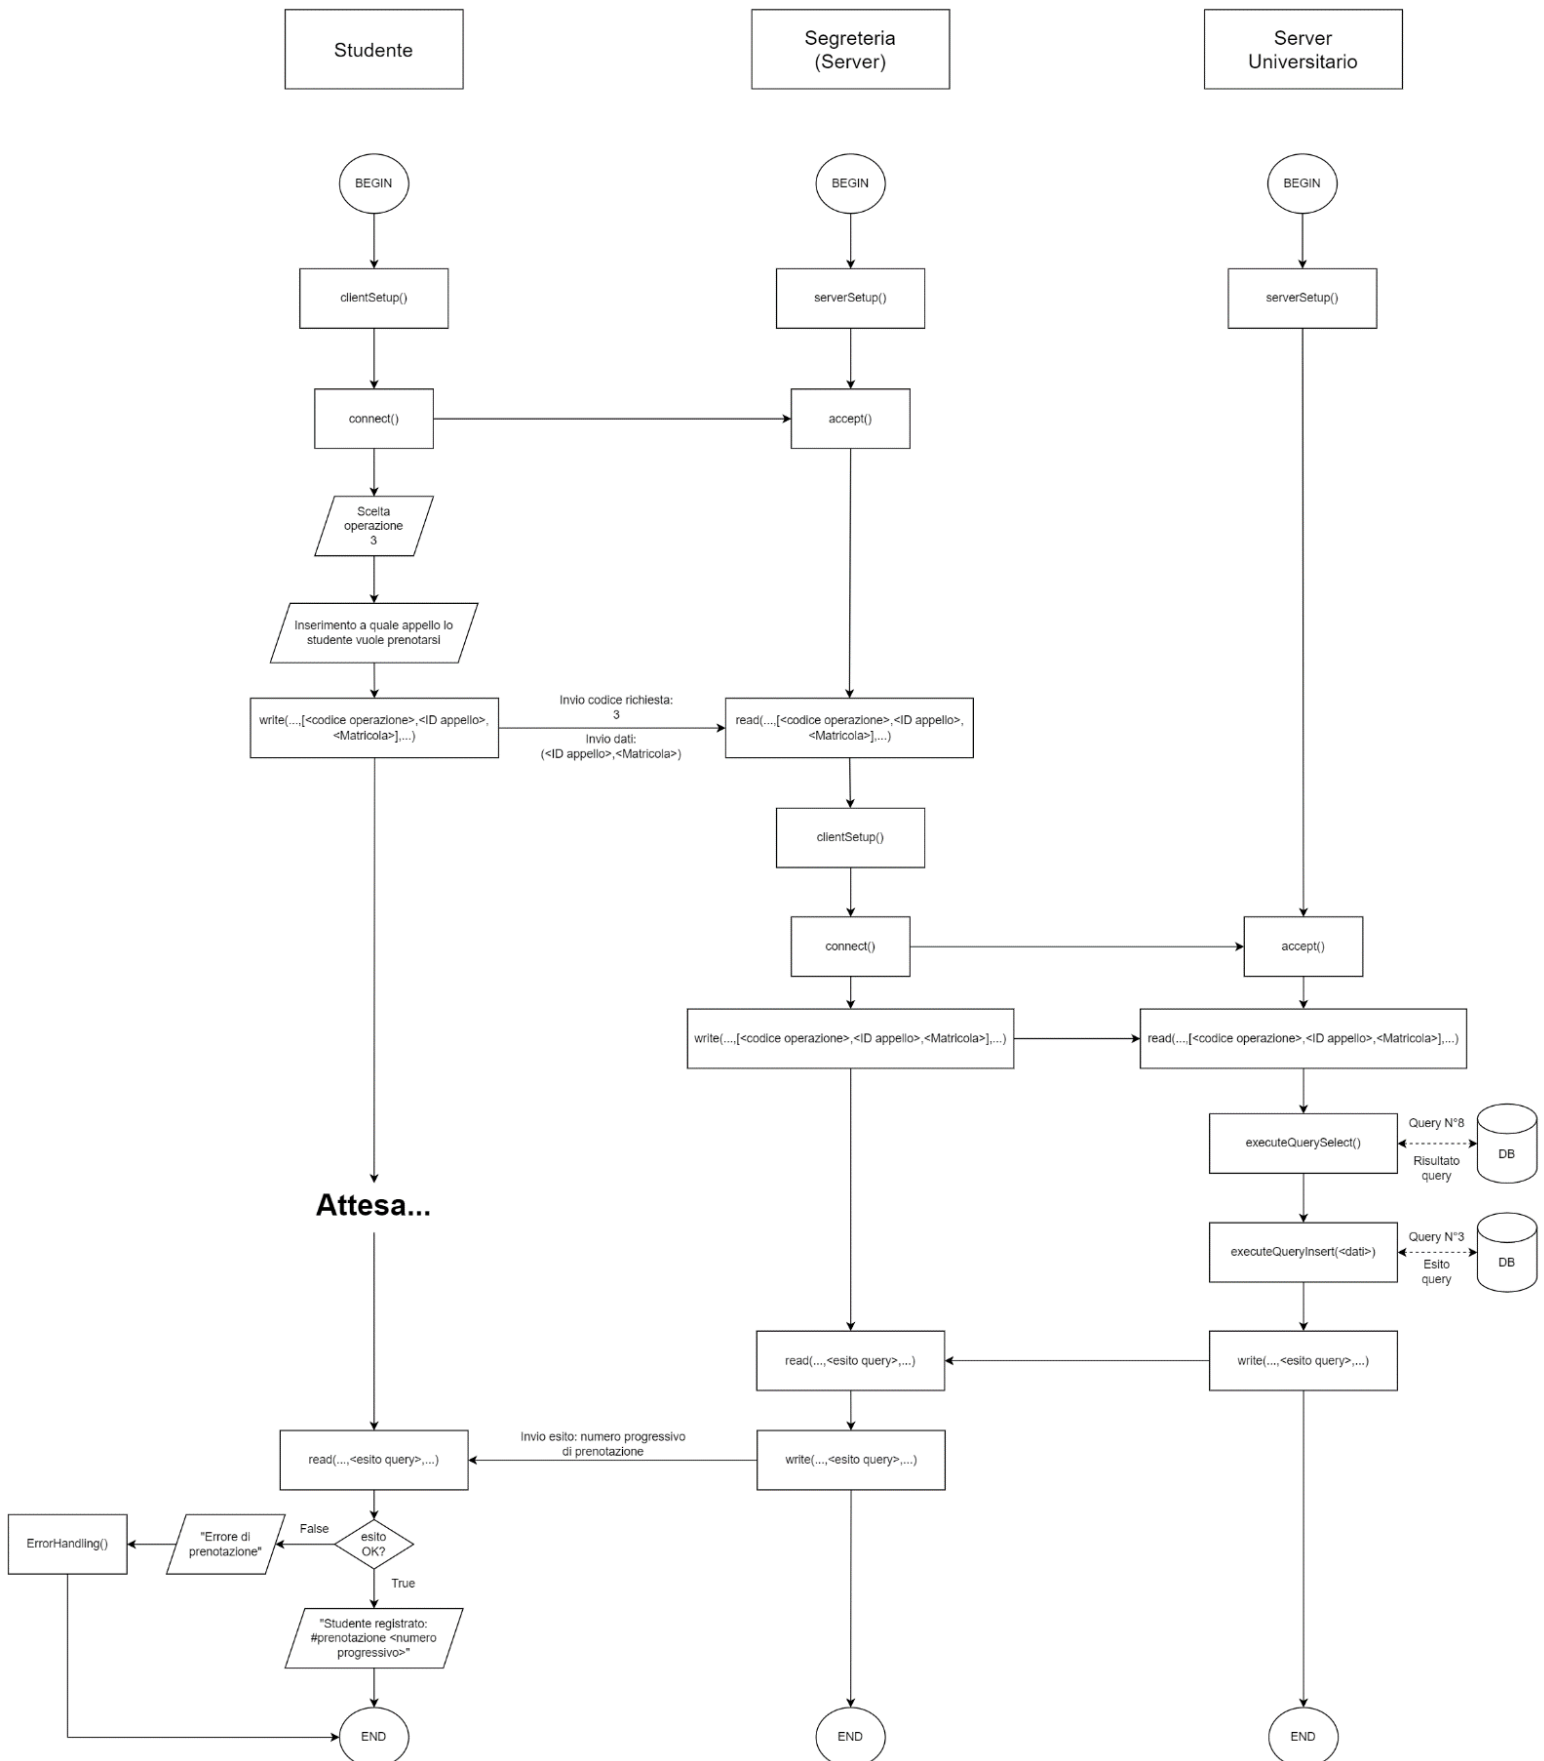 Studente
Segreteria
(Server)
Server
Universitario
BEGIN
BEGIN
BEGIN
clientSetup()
serverSetup()
serverSetup()
connect()
accept()
Scelta
operazione
3
Inserimento a quale appello lo
studente vuole prenotarsi
write(...,[<codice operazione>,<ID appello>,
<Matricola>],...)
Invio codice richiesta:
3
Invio dati:
(<ID appello>,<Matricola>)
read(...,[<codice operazione>,<ID appello>,
<Matricola>],...)
clientSetup()
connect()
accept()
write(...,[<codice operazione>,<ID appello>,<Matricola>],...)
read(...,[<codice operazione>,<ID appello>,<Matricola>],...)
executeQuerySelect()
Query N°8
Risultato
query
DB
Attesa...
executeQueryInsert(<dati>)
Query N°3
Esito
query
DB
read(...,<esito query>,...)
write(...,<esito query>,...)
Invio esito: numero progressivo
di prenotazione
read(...,<esito query>,...)
write(...,<esito query>,...)
ErrorHandling()
"Errore di
prenotazione"
False
esito
OK?
True
"Studente registrato:
#prenotazione <numero
progressivo>"
END
END
END